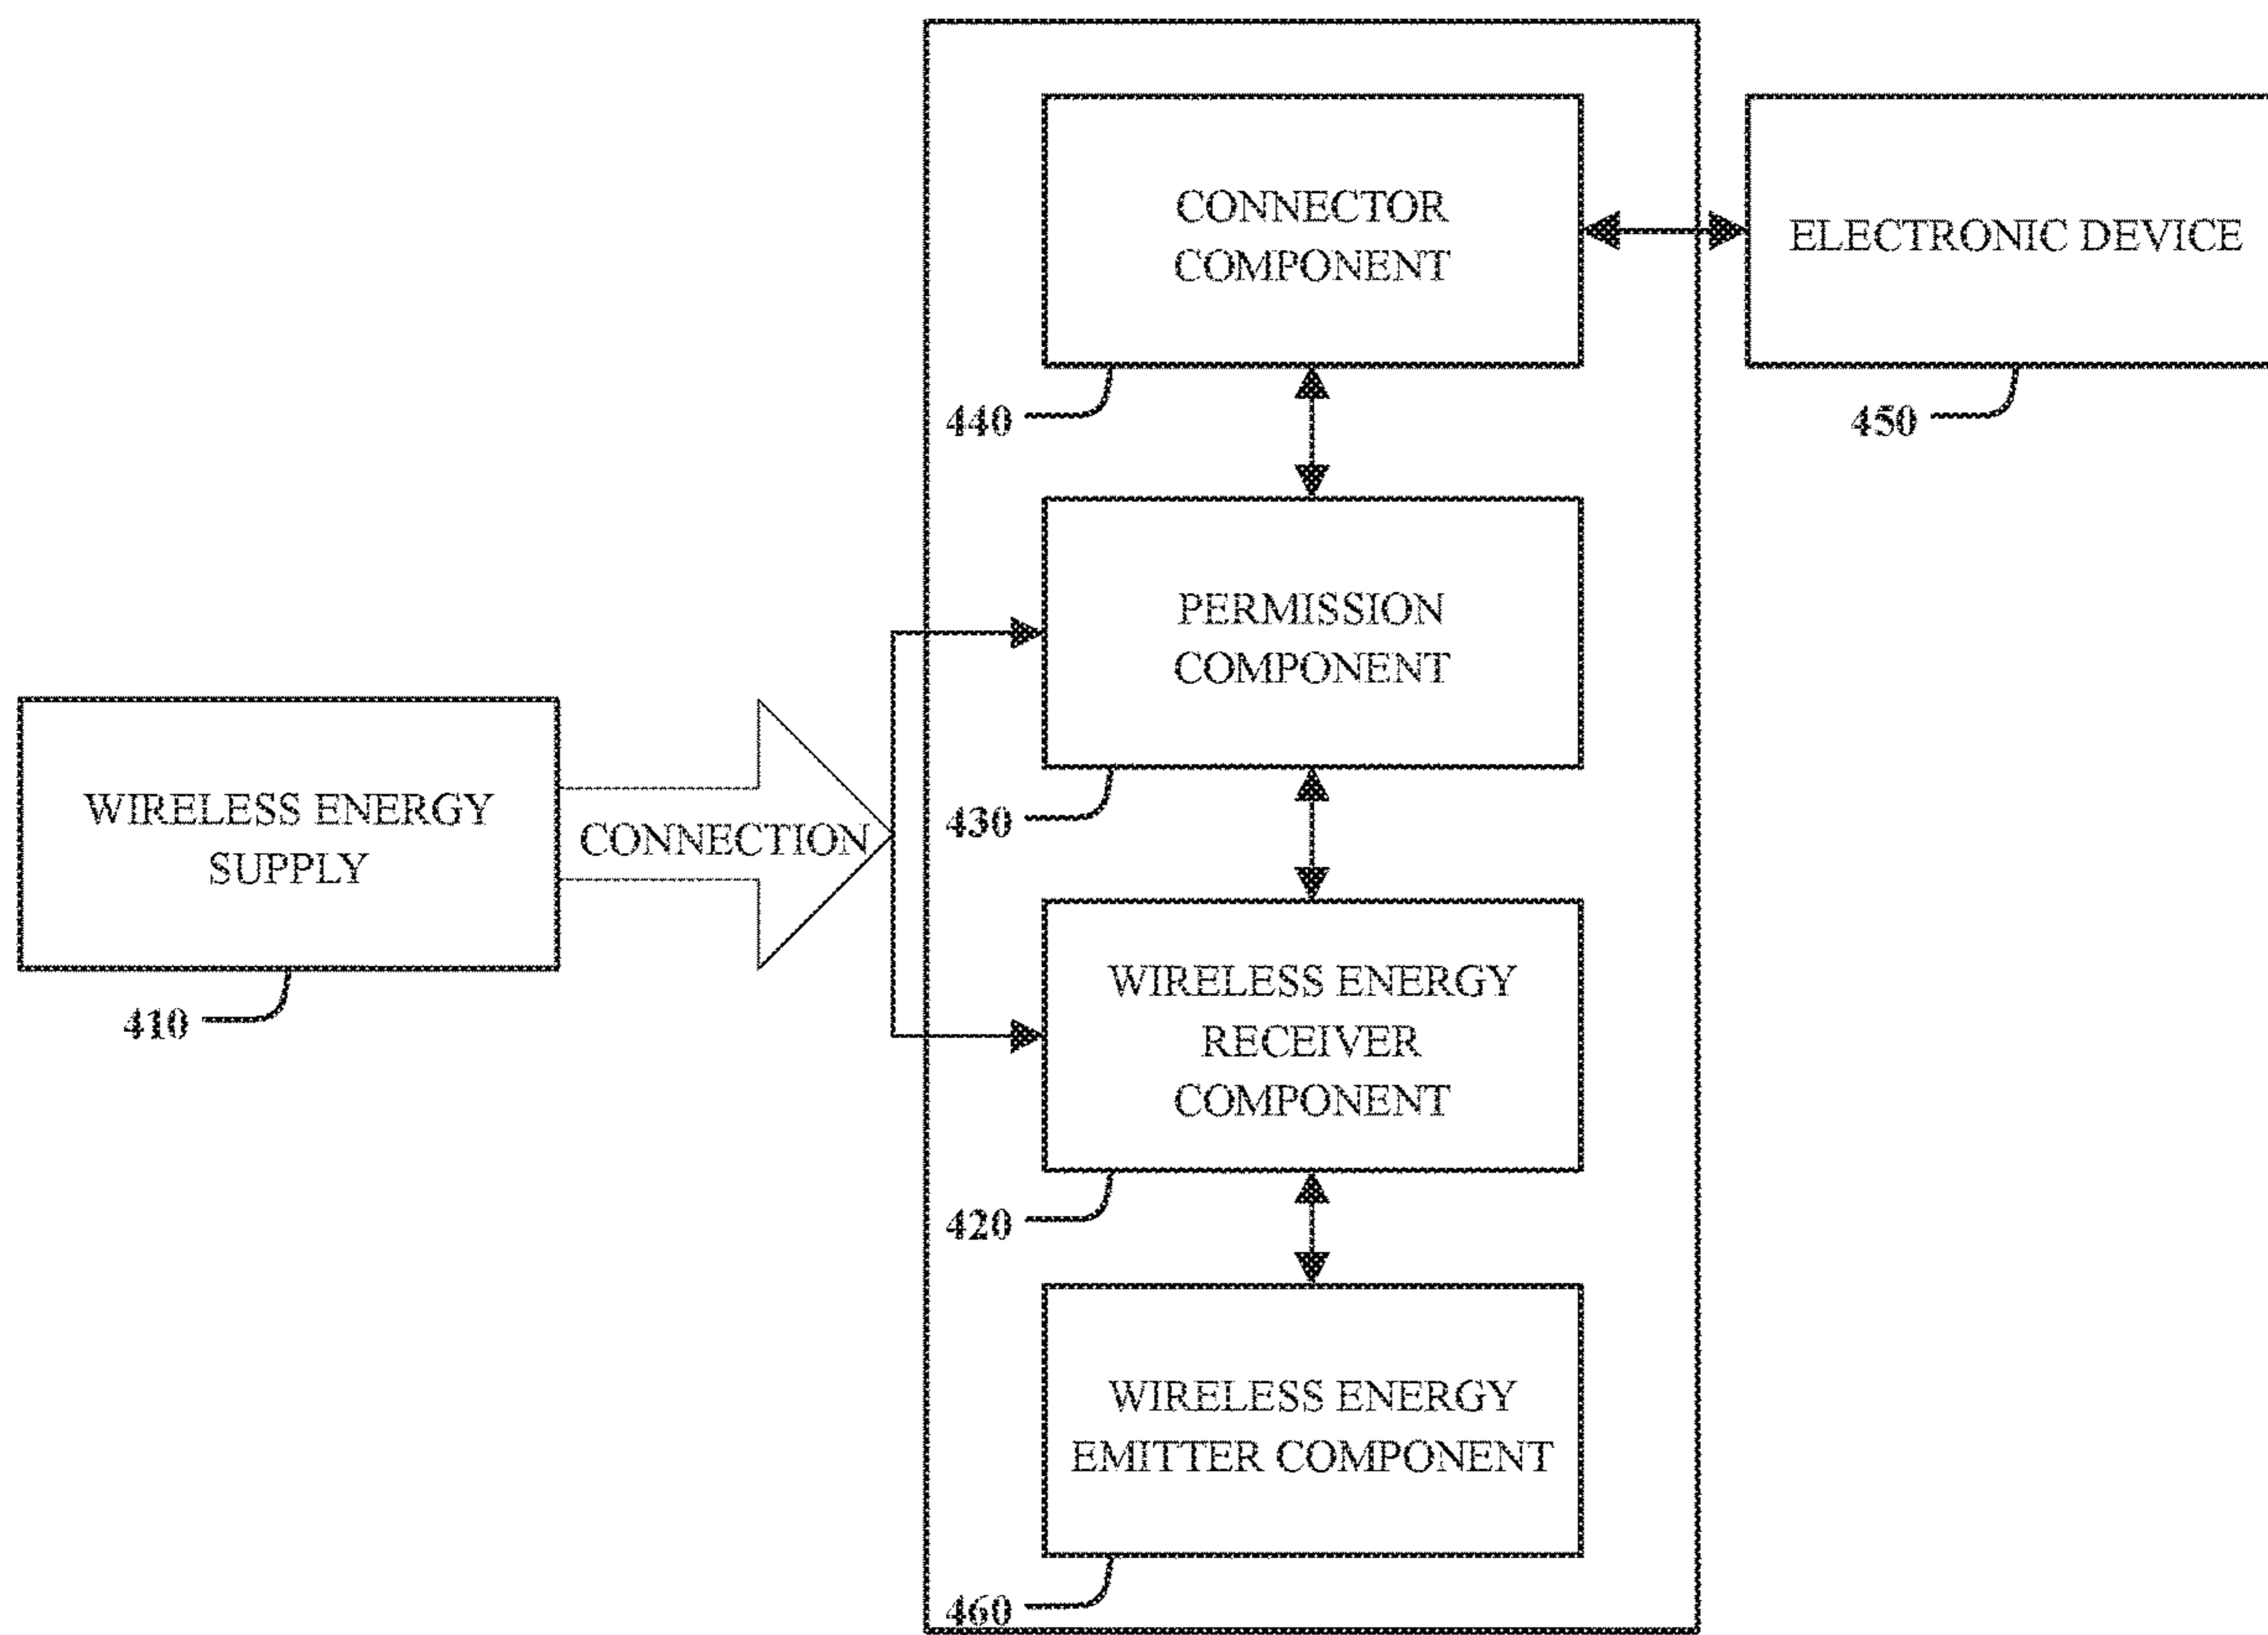 CONNECTOR
COMPONENT
440
ELECTRONIC DEVICE
450
PERMISSION
COMPONENT
430
WIRELESS ENERGY
SUPPLY
410
CONNECTION
WIRELESS ENERGY
RECEIVER
COMPONENT
420
WIRELESS ENERGY
EMITTER COMPONENT
460